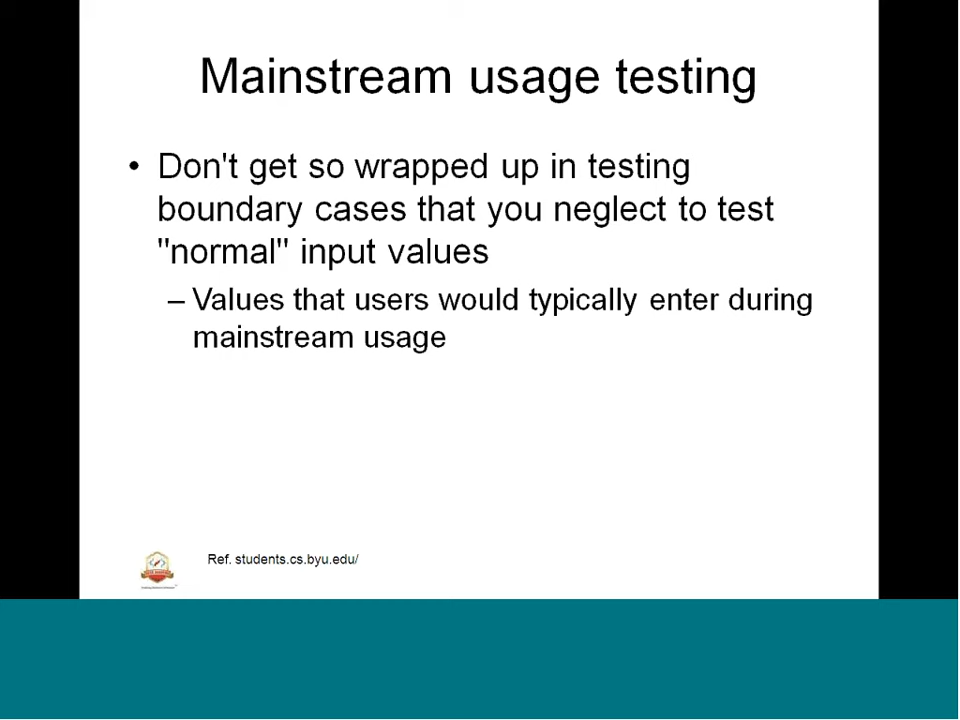 Mainstream usage testing
• Don't get so wrapped up in testing
boundary cases that you neglect to test
"normal" input values
– Values that users would typically enter during
mainstream usage
Ref. students.cs.byu.edu/